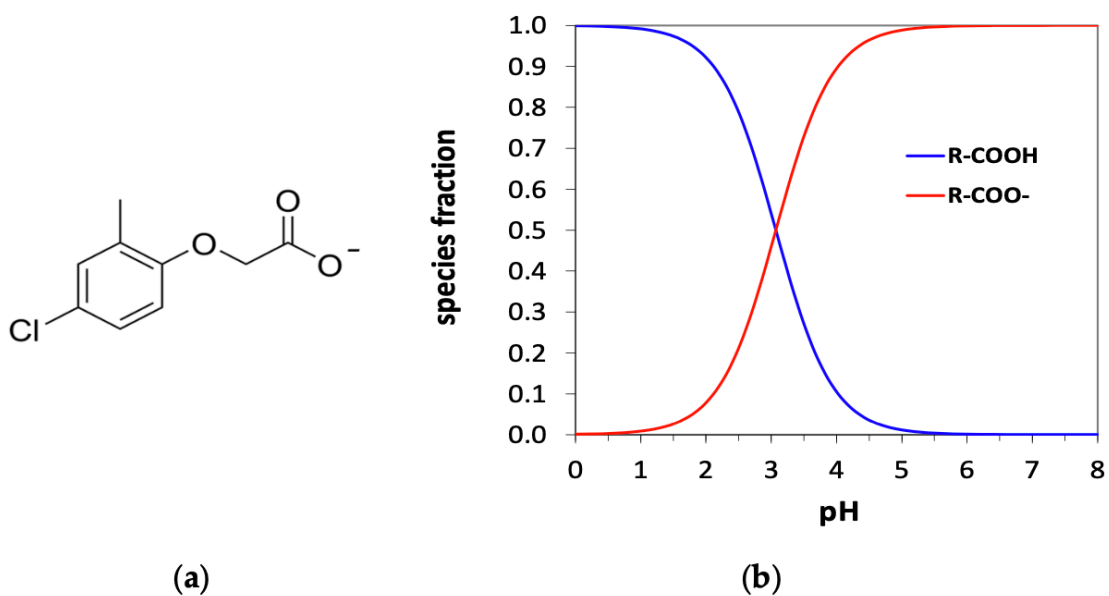 O
O
O⁻
Cl
(a)
species fraction
1.0
0.9
0.8
0.7
0.6
0.5
0.4
0.3
0.2
0.1
0.0
R-COOH
R-COO-
0 1 2 3 4 5 6 7 8
pH
(b)